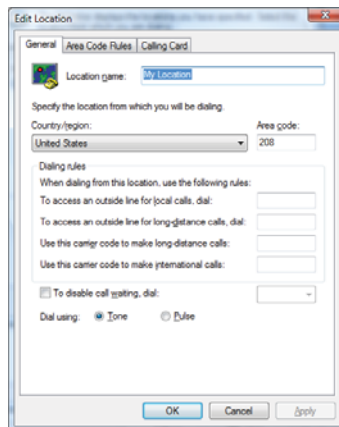 Edit Location
General Area Code Rules Calling Card
Location name: My Location
Specify the location from which you will be dialing.
Country/region: Area code:
United States 208
Dialing rules
When dialing from this location, use the following rules:
To access an outside line for local calls, dial:
To access an outside line for long-distance calls, dial:
Use this carrier code to make long-distance calls:
Use this carrier code to make international calls:
To disable call waiting, dial:
Dial using: Tone Pulse
OK Cancel Apply